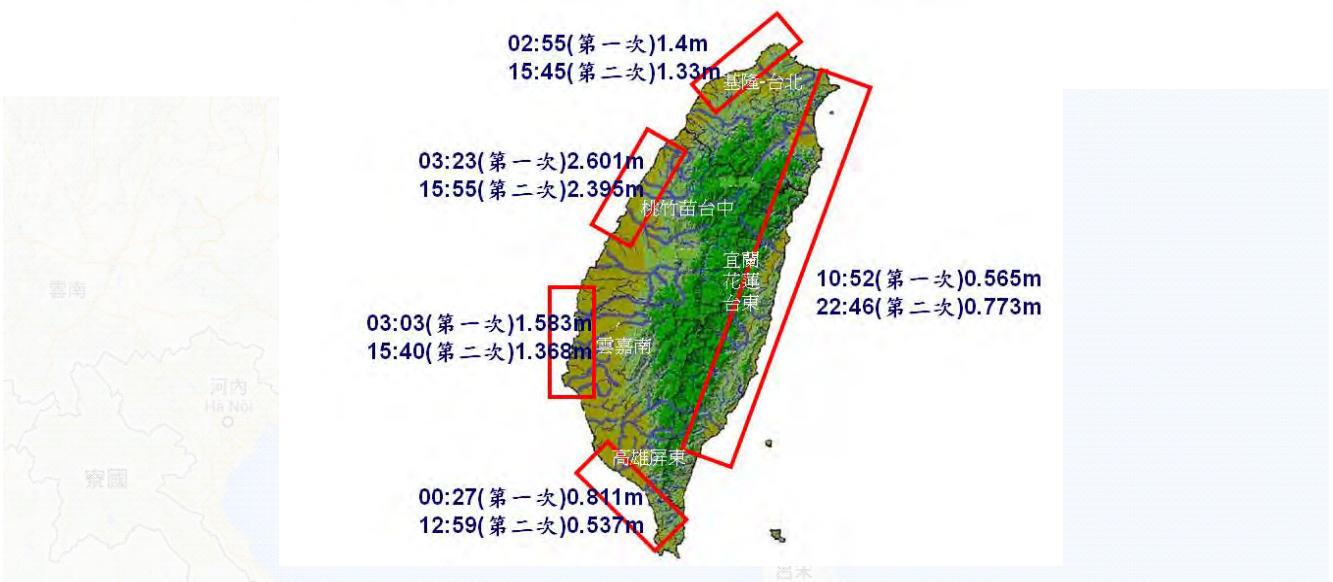 02:55(第一次)1.4m
15:45(第二次)1.33m
基隆-台北
03:23(第一次)2.601m
15:55(第二次)2.395m
桃竹苗台中
宜蘭
花蓮
台東
10:52(第一次)0.565m
22:46(第二次)0.773m
03:03(第一次)1.583m
15:40(第二次)1.368m
雲嘉南
高雄屏東
00:27(第一次)0.811m
12:59(第二次)0.537m
雲南
河內
Hà Nội
寮國
呂宋